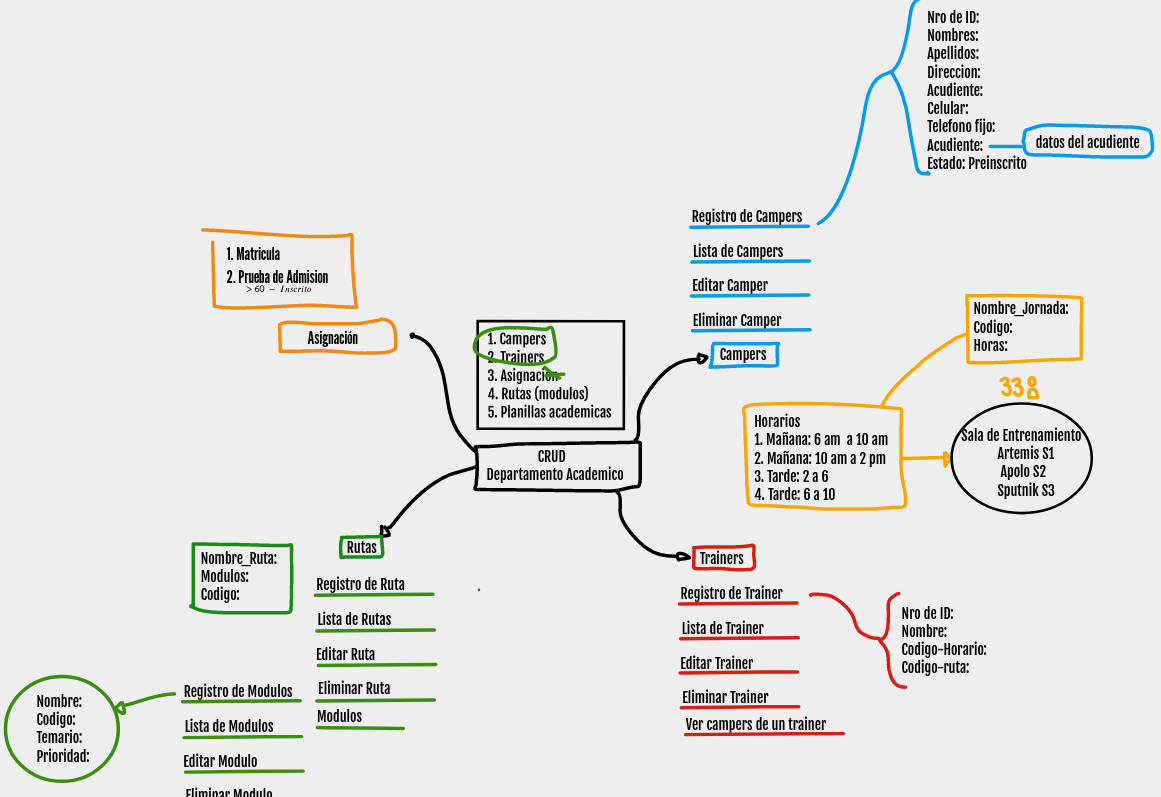 Nro de ID:
Nombres:
Apellidos:
Direccion:
Acudiente:
Celular:
Telefono fijo:
Acudiente:
datos del acudiente
Estado: Preinscrito
Registro de Campers
Lista de Campers
Editar Camper
Eliminar Camper
Campers
1. Matricula
2. Prueba de Admision
> 60 - Inscrito
Asignación
1. Campers
2. Trainers
3. Asignacion
4. Rutas (modulos)
5. Planillas academicas
CRUD
Departamento Academico
Nombre_Jornada:
Codigo:
Horas:
338
Horarios
1. Mañana: 6 am a 10 am
2. Mañana: 10 am a 2 pm
3. Tarde: 2 a 6
4. Tarde: 6 a 10
Sala de Entrenamiento
Artemis S1
Apolo S2
Sputnik S3
Rutas
Nombre_Ruta:
Modulos:
Codigo:
Registro de Ruta
Lista de Rutas
Editar Ruta
Eliminar Ruta
Modulos
Registro de Modulos
Lista de Modulos
Editar Modulo
Eliminar Modulo
Nombre:
Codigo:
Temario:
Prioridad:
Trainers
Registro de Trainer
Lista de Trainer
Editar Trainer
Eliminar Trainer
Ver campers de un trainer
Nro de ID:
Nombre:
Codigo-Horario:
Codigo-ruta: